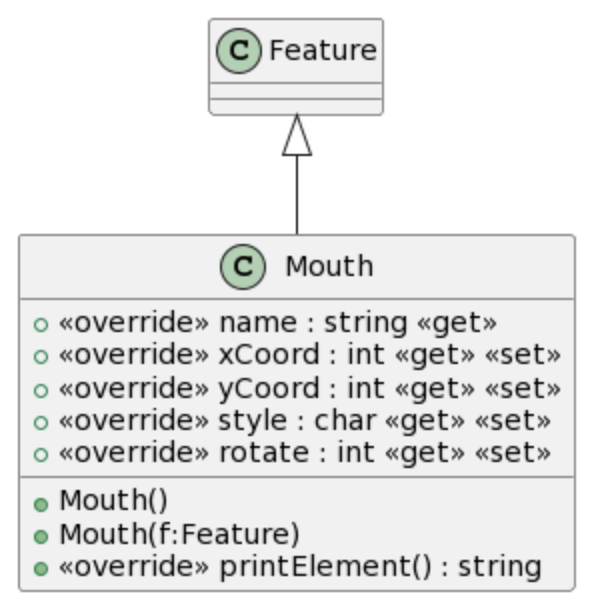 C Feature
C Mouth
«override» name : string «get»
«override» xCoord : int «get» «set»
«override» yCoord : int «get» «set»
«override» style : char «get» «set»
«override» rotate : int «get» «set»
Mouth()
Mouth(f:Feature)
«override» printElement() : string